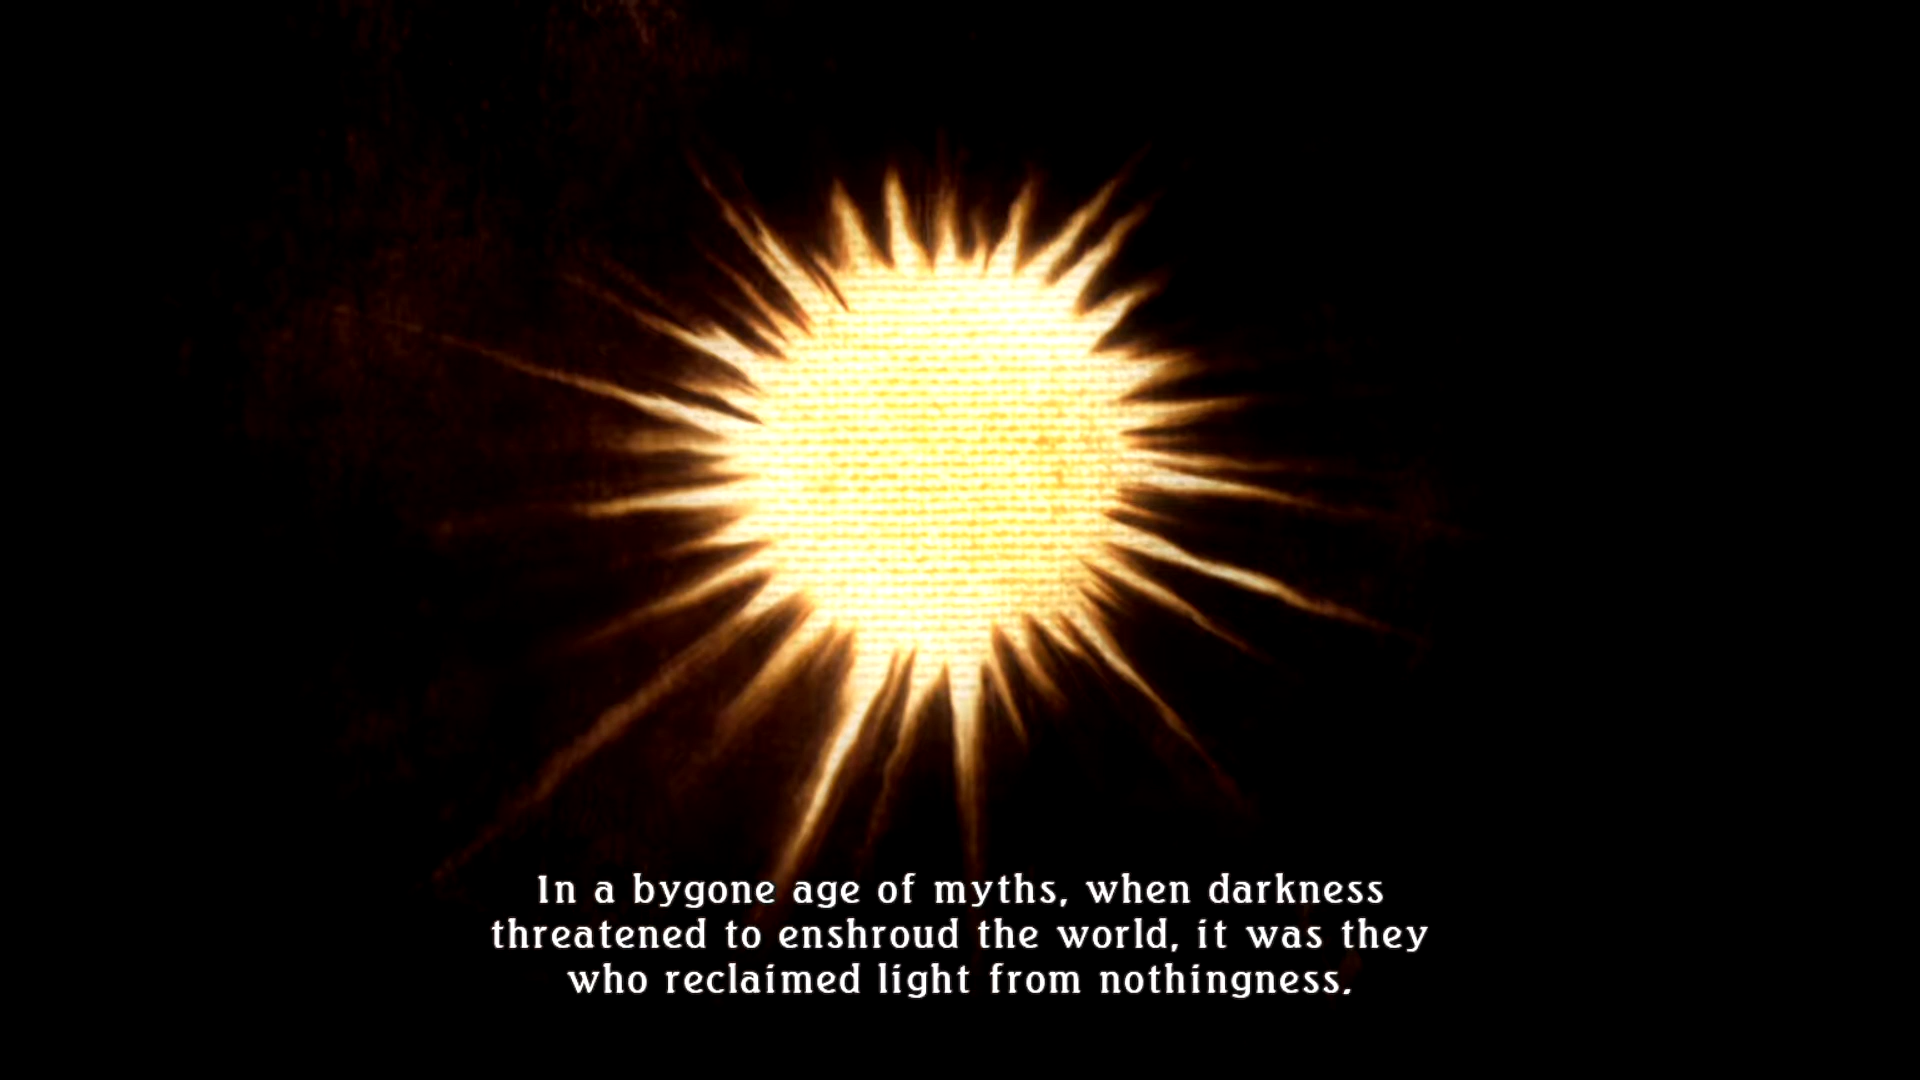 In a bygone age of myths, when darkness
threatened to enshroud the world, it was they
who reclaimed light from nothingness.